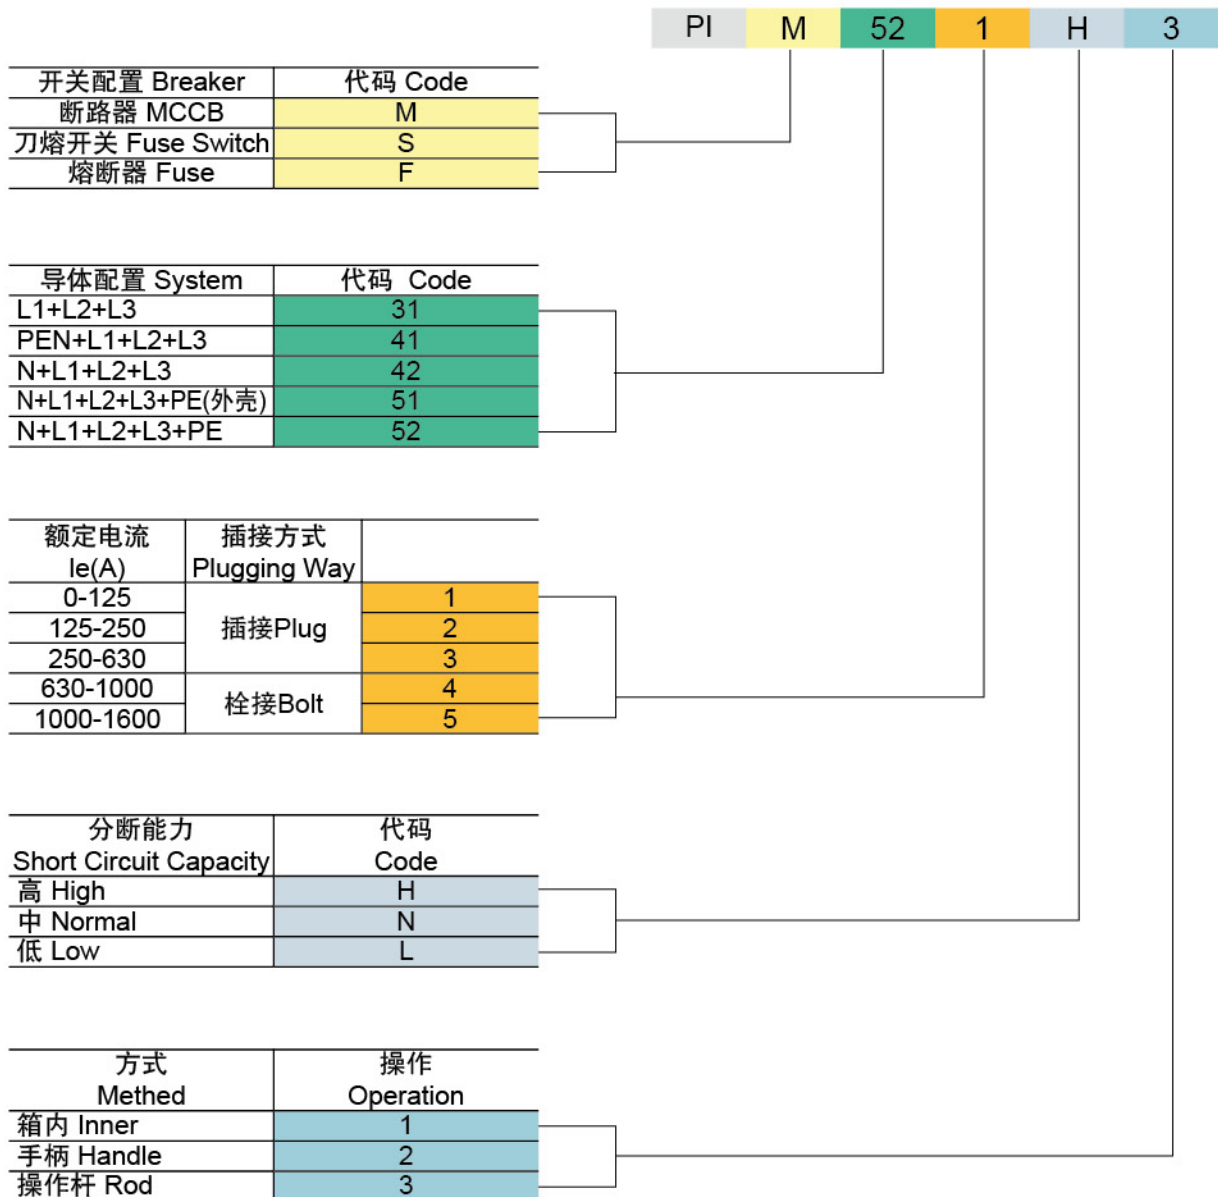 PI M 52 1 H 3
开关配置 Breaker 代码 Code
断路器 MCCB M
刀熔开关 Fuse Switch S
熔断器 Fuse F
导体配置 System 代码 Code
L1+L2+L3 31
PEN+L1+L2+L3 41
N+L1+L2+L3 42
N+L1+L2+L3+PE(外壳) 51
N+L1+L2+L3+PE 52
额定电流 插接方式
Ie(A) Plugging Way
0-125 1
125-250 插接Plug 2
250-630 3
630-1000 4
栓接Bolt
1000-1600 5
分断能力 代码
Short Circuit Capacity Code
高 High H
中 Normal N
低 Low L
方式 操作
Methed Operation
箱内 Inner 1
手柄 Handle 2
操作杆 Rod 3